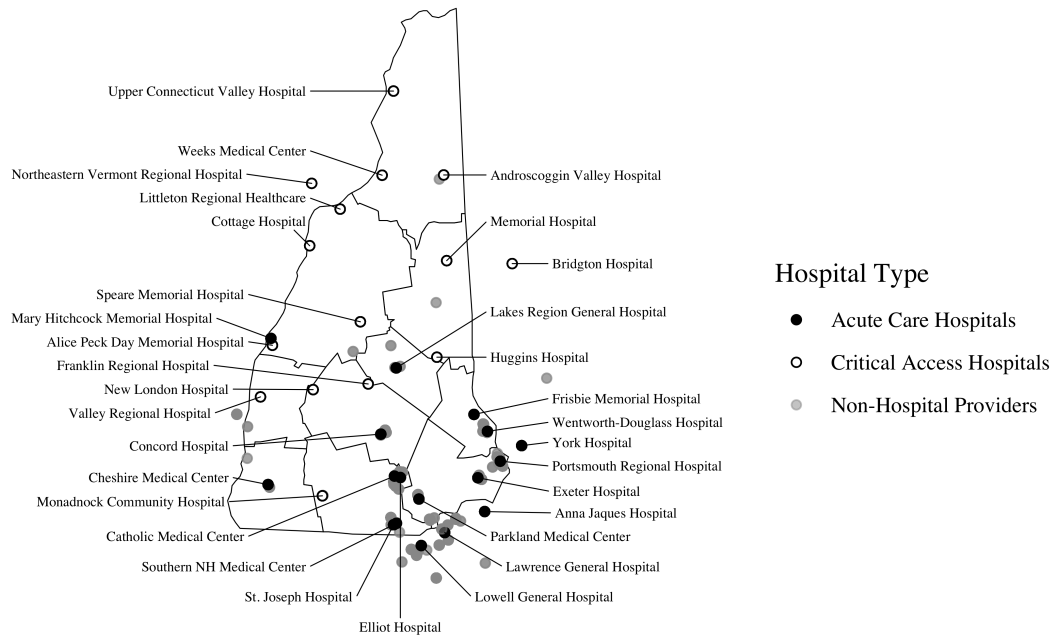 Upper Connecticut Valley Hospital
Weeks Medical Center
Northeastern Vermont Regional Hospital
Androscoggin Valley Hospital
Littleton Regional Healthcare
Cottage Hospital
Memorial Hospital
Bridgton Hospital
Hospital Type
Speare Memorial Hospital
Lakes Region General Hospital
Mary Hitchcock Memorial Hospital
Acute Care Hospitals
Alice Peck Day Memorial Hospital
Huggins Hospital
Franklin Regional Hospital
Critical Access Hospitals
New London Hospital
Frisbie Memorial Hospital
Non-Hospital Providers
Valley Regional Hospital
Wentworth-Douglass Hospital
Concord Hospital
York Hospital
Portsmouth Regional Hospital
Cheshire Medical Center
Exeter Hospital
Monadnock Community Hospital
Anna Jaques Hospital
Catholic Medical Center
Parkland Medical Center
Southern NH Medical Center
Lawrence General Hospital
St. Joseph Hospital
Lowell General Hospital
Elliot Hospital